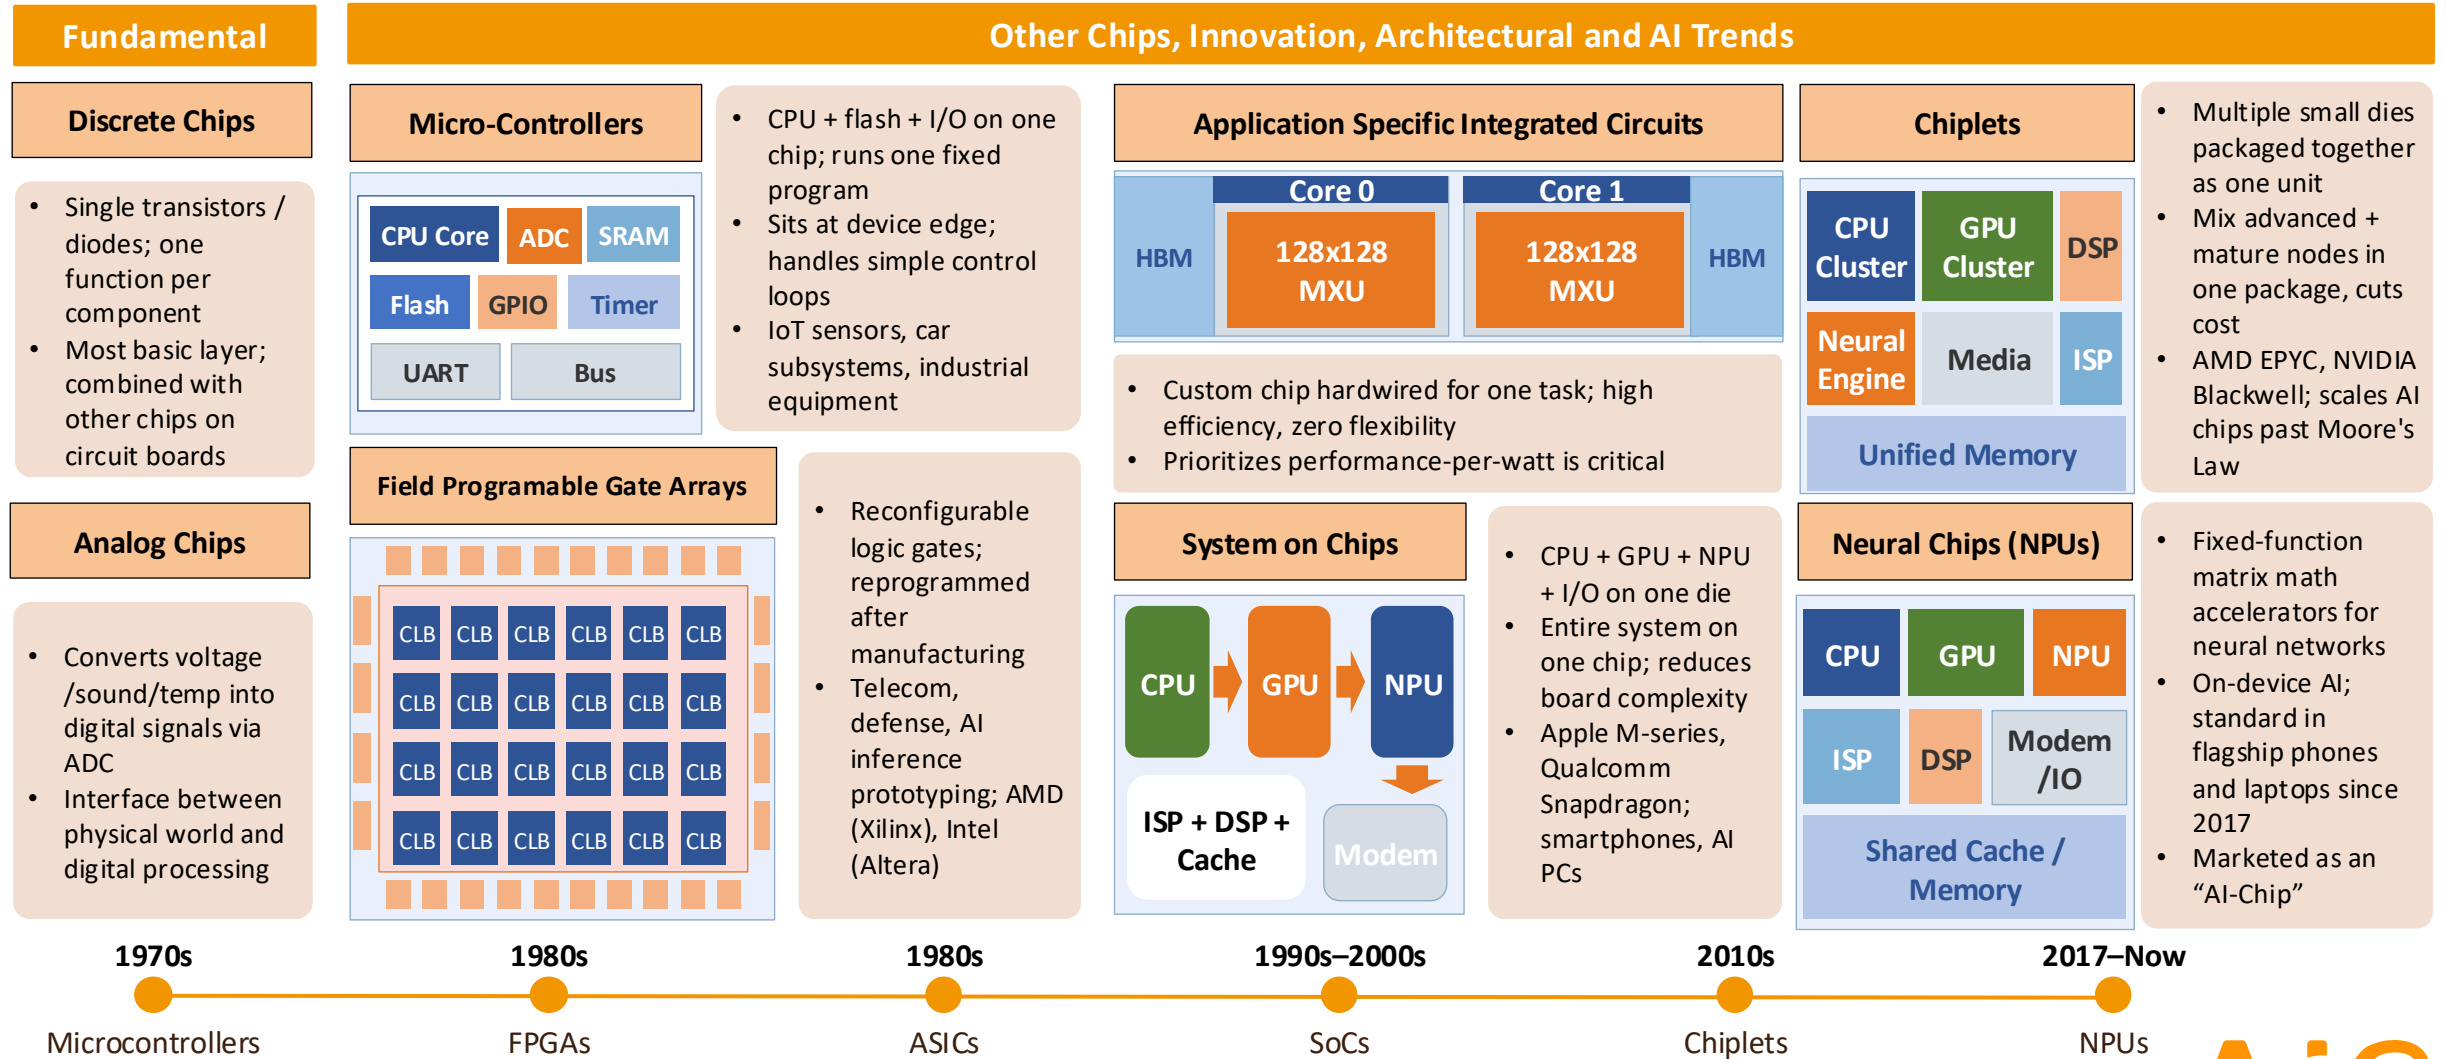 Fundamental
Other Chips, Innovation, Architectural and AI Trends
Discrete Chips
• Single transistors /
diodes; one
function per
component
• Most basic layer;
combined with
other chips on
circuit boards
Analog Chips
• Converts voltage
/sound/temp into
digital signals via
ADC
• Interface between
physical world and
digital processing
Micro-Controllers
CPU Core
ADC
SRAM
Flash
GPIO
Timer
UART
Bus
• CPU + flash + I/O on one
chip; runs one fixed
program
• Sits at device edge;
handles simple control
loops
• IoT sensors, car
subsystems, industrial
equipment
Field Programable Gate Arrays
CLB CLB CLB CLB CLB CLB
CLB CLB CLB CLB CLB CLB
CLB CLB CLB CLB CLB CLB
CLB CLB CLB CLB CLB CLB
• Reconfigurable
logic gates;
reprogrammed
after
manufacturing
• Telecom,
defense, AI
inference
prototyping; AMD
(Xilinx), Intel
(Altera)
Application Specific Integrated Circuits
HBM
Core 0
128x128
MXU
Core 1
128x128
MXU
HBM
• Custom chip hardwired for one task; high
efficiency, zero flexibility
• Prioritizes performance-per-watt is critical
System on Chips
CPU
GPU
NPU
ISP + DSP +
Cache
Modem
• CPU + GPU + NPU
+ I/O on one die
• Entire system on
one chip; reduces
board complexity
• Apple M-series,
Qualcomm
Snapdragon;
smartphones, AI
PCs
Chiplets
CPU
Cluster
GPU
Cluster
DSP
Neural
Engine
Media
ISP
Unified Memory
• Multiple small dies
packaged together
as one unit
• Mix advanced +
mature nodes in
one package, cuts
cost
• AMD EPYC, NVIDIA
Blackwell; scales AI
chips past Moore's
Law
Neural Chips (NPUs)
CPU
GPU
NPU
ISP
DSP
Modem
/IO
Shared Cache /
Memory
• Fixed-function
matrix math
accelerators for
neural networks
• On-device AI;
standard in
flagship phones
and laptops since
2017
• Marketed as an
“AI-Chip”
1970s
1980s
1980s
1990s–2000s
2010s
2017–Now
Microcontrollers
FPGAs
ASICs
SoCs
Chiplets
NPUs